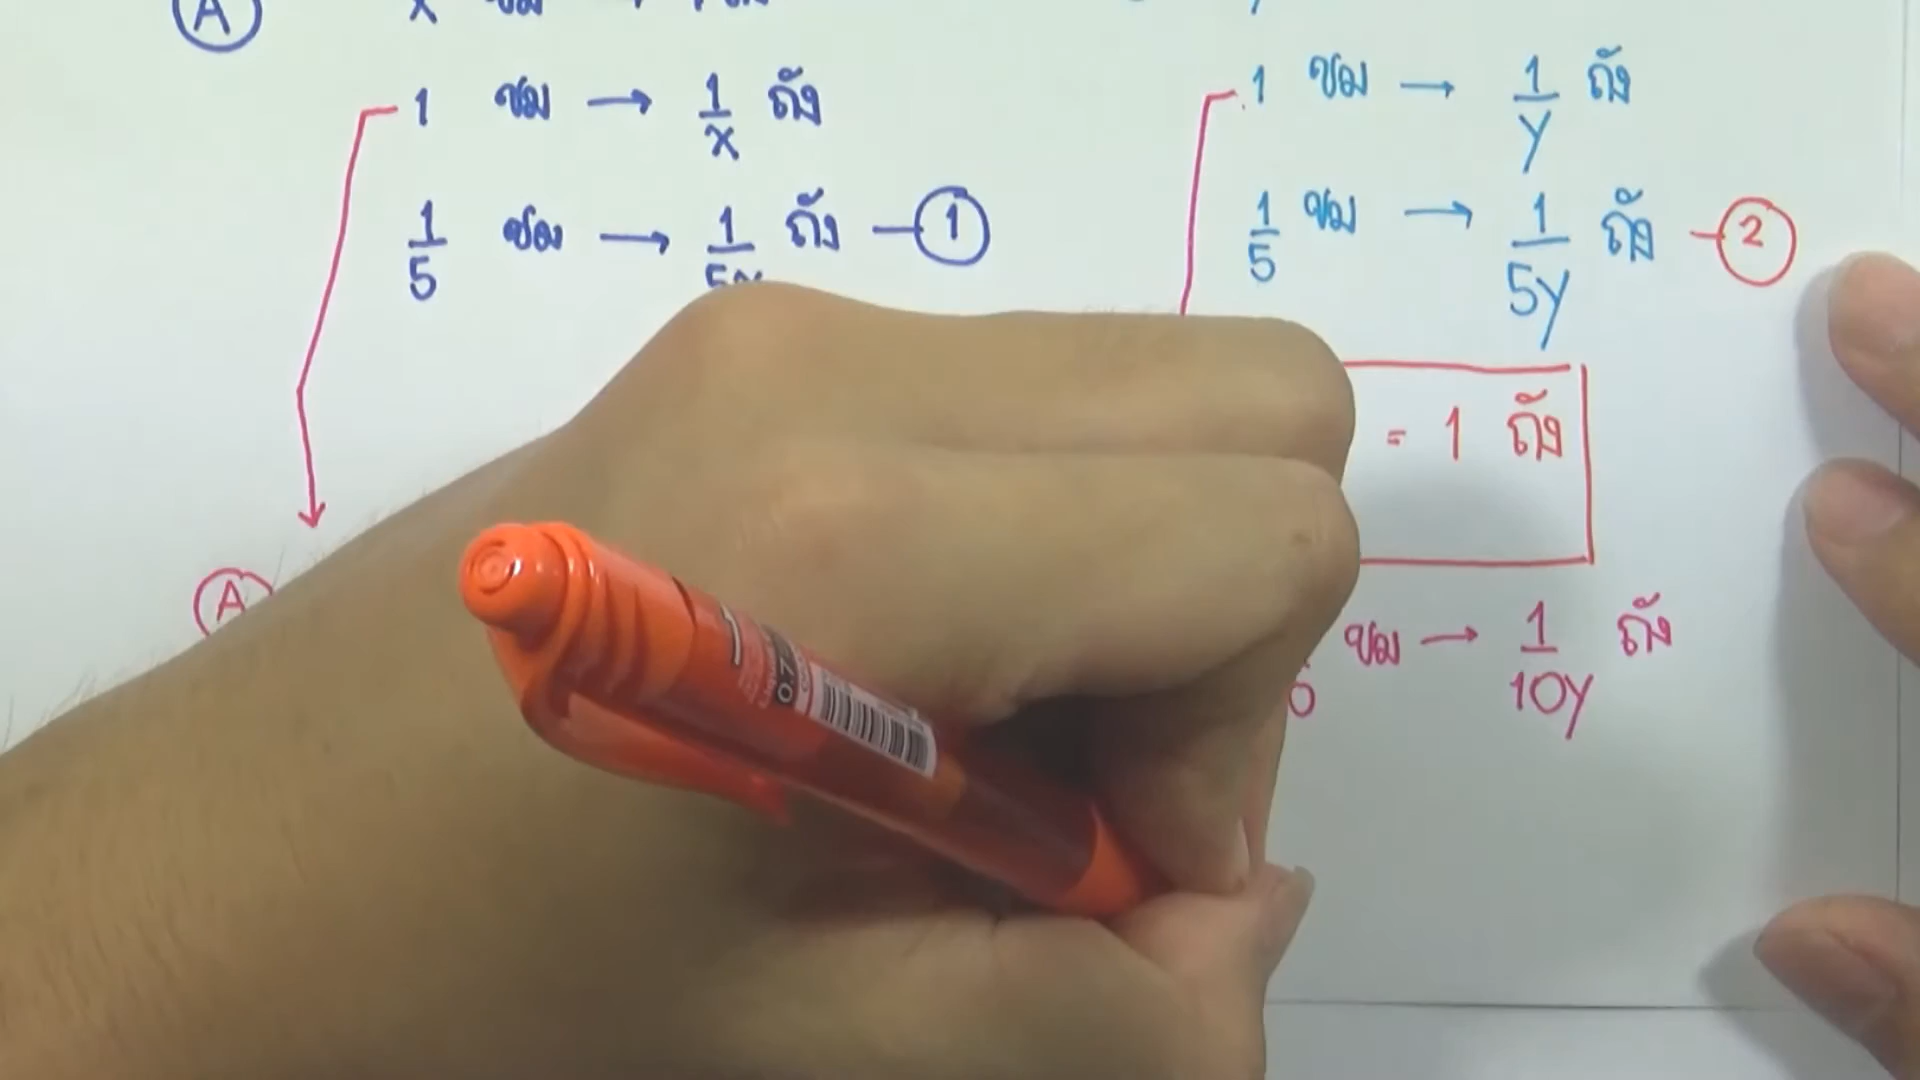 A
1 ชม → 1/x ถัง
1/5 ชม → 1/5x ถัง — 1
1 ชม → 1/y ถัง
1/5 ชม → 1/5y ถัง — 2
= 1 ถัง
A
ชม → 1/10y ถัง
0.7